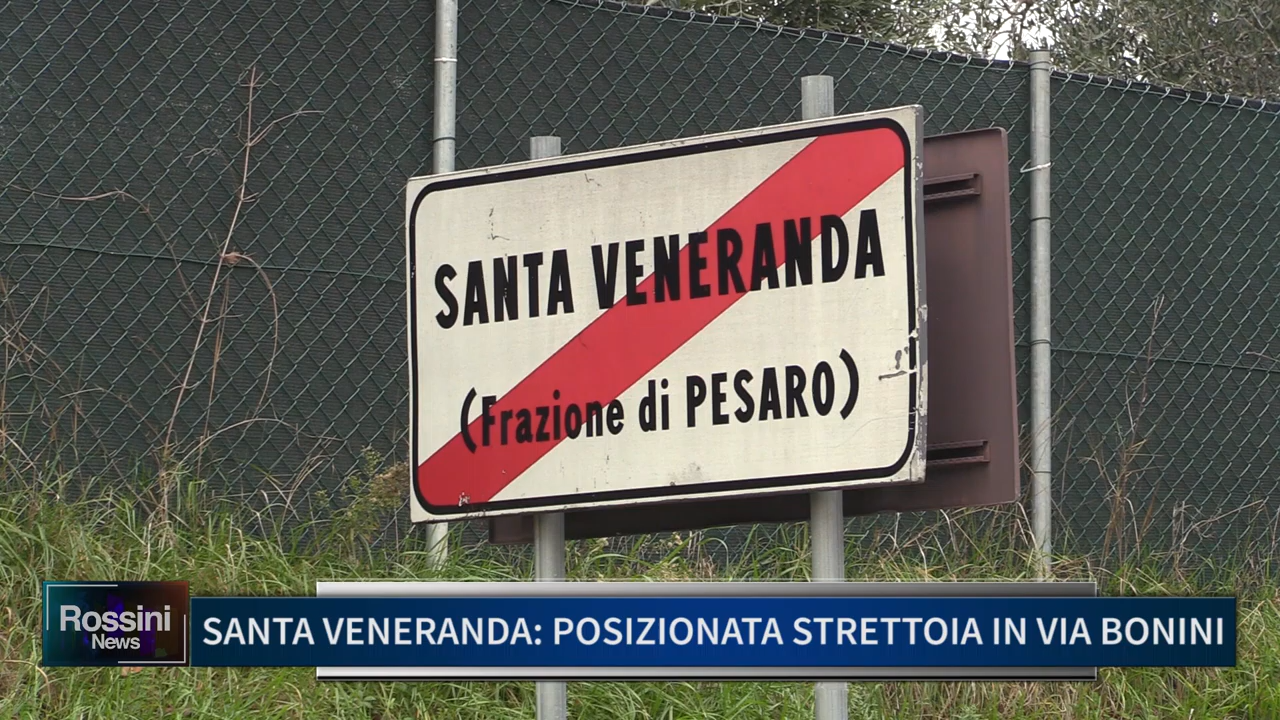 SANTA VENERANDA
(Frazione di PESARO)
Rossini
News
SANTA VENERANDA: POSIZIONATA STRETTOIA IN VIA BONINI